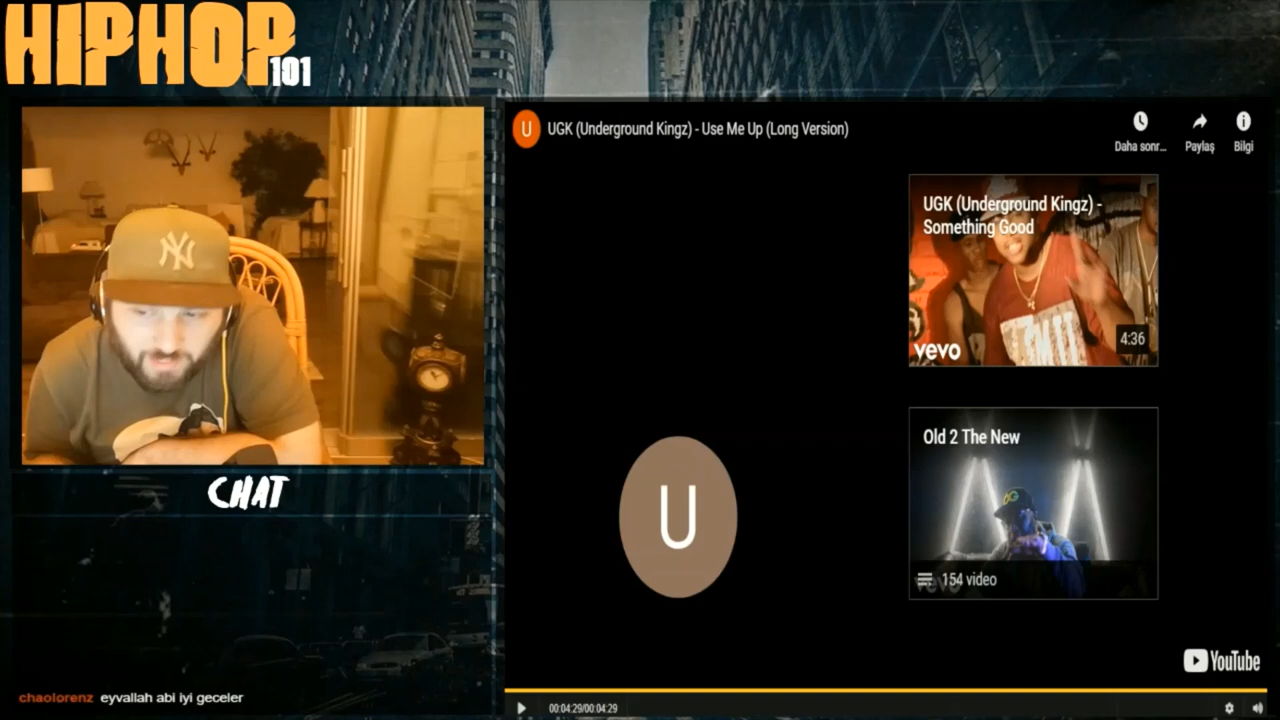 HIPHOP
101
U
UGK (Underground Kingz) - Use Me Up (Long Version)
Daha sonr...
Paylaş
Bilgi
NY
UGK (Underground Kingz) -
Something Good
4:36
vevo
Old 2 The New
U
154 video
vevo
CHAT
YouTube
chaolorenz eyvallah abi iyi geceler
00:04:29/00:04:29